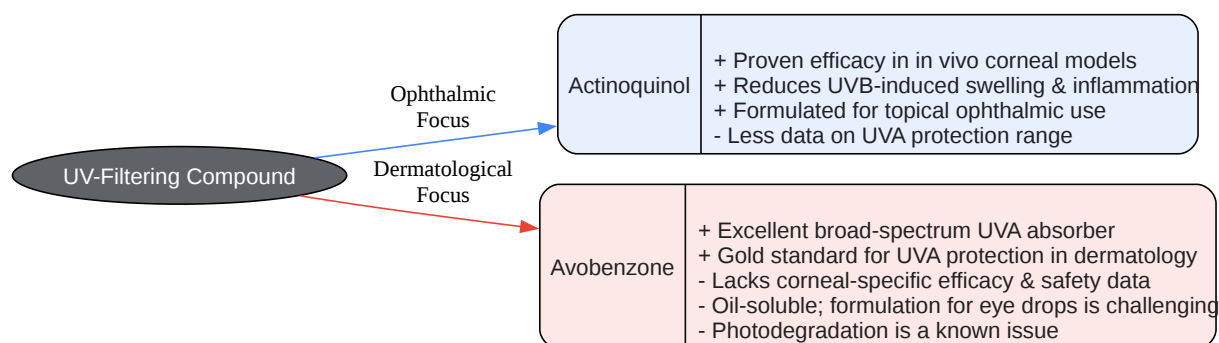 UV-Filtering Compound
Ophthalmic
Focus
Dermatological
Focus
Actinoquinol
+ Proven efficacy in in vivo corneal models
+ Reduces UVB-induced swelling & inflammation
+ Formulated for topical ophthalmic use
- Less data on UVA protection range
Avobenzone
+ Excellent broad-spectrum UVA absorber
+ Gold standard for UVA protection in dermatology
- Lacks corneal-specific efficacy & safety data
- Oil-soluble; formulation for eye drops is challenging
- Photodegradation is a known issue